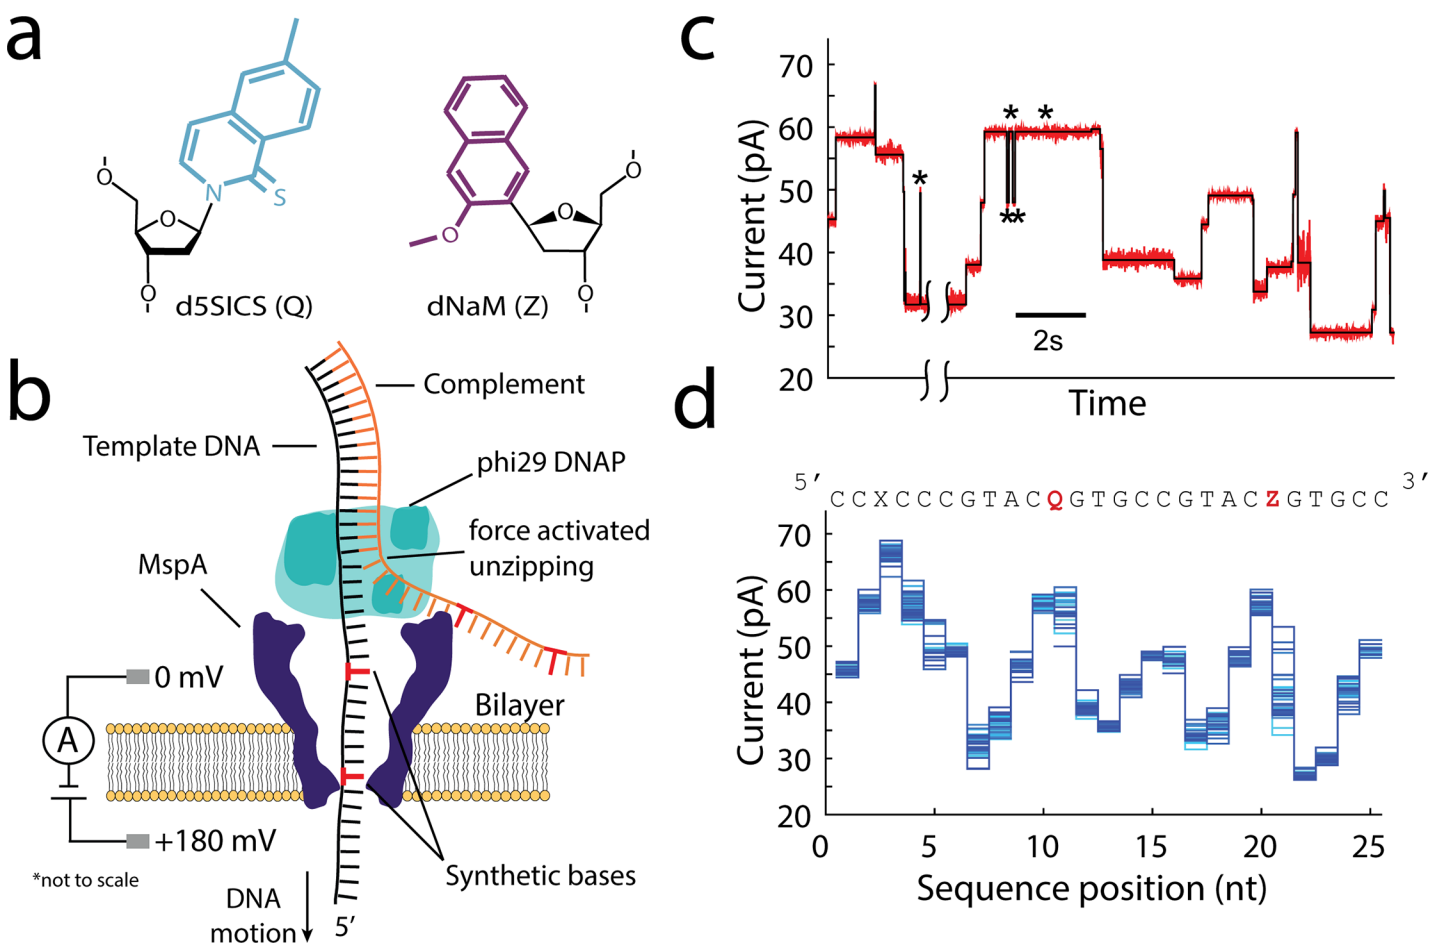 a
O
O
O
N
S
d5SICS (Q)
O
O
O
O
dNaM (Z)
b
Complement
Template DNA
phi29 DNAP
force activated
unzipping
MspA
0 mV
A
Bilayer
+180 mV
Synthetic bases
*not to scale
DNA
motion
5′
c
Current (pA)
70
60
50
40
30
20
*
*
*
**
2s
Time
d
5′ CCXCCCGTACQGTGCCGTACZGTGCC 3′
Current (pA)
70
60
50
40
30
20
0 5 10 15 20 25
Sequence position (nt)